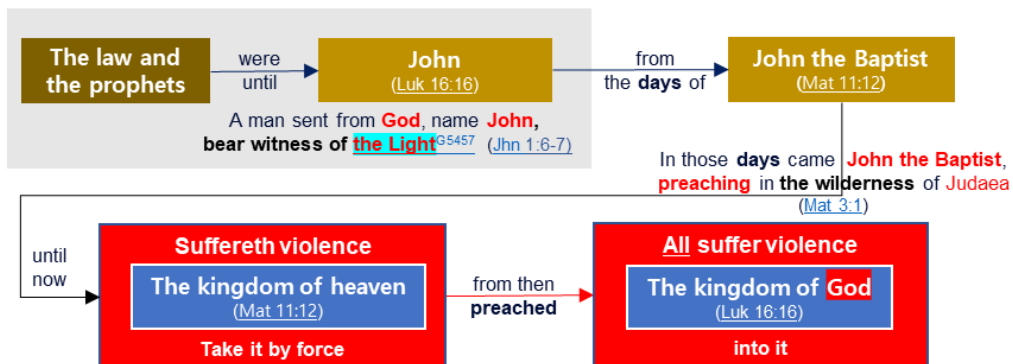 The law and
the prophets
were
until
John
(Luk 16:16)
from
the days of
John the Baptist
(Mat 11:12)
A man sent from God, name John,
bear witness of the LightG5457 (Jhn 1:6-7)
In those days came John the Baptist,
preaching in the wilderness of Judaea
(Mat 3:1)
until
now
Suffereth violence
The kingdom of heaven
(Mat 11:12)
Take it by force
from then
preached
All suffer violence
The kingdom of God
(Luk 16:16)
into it